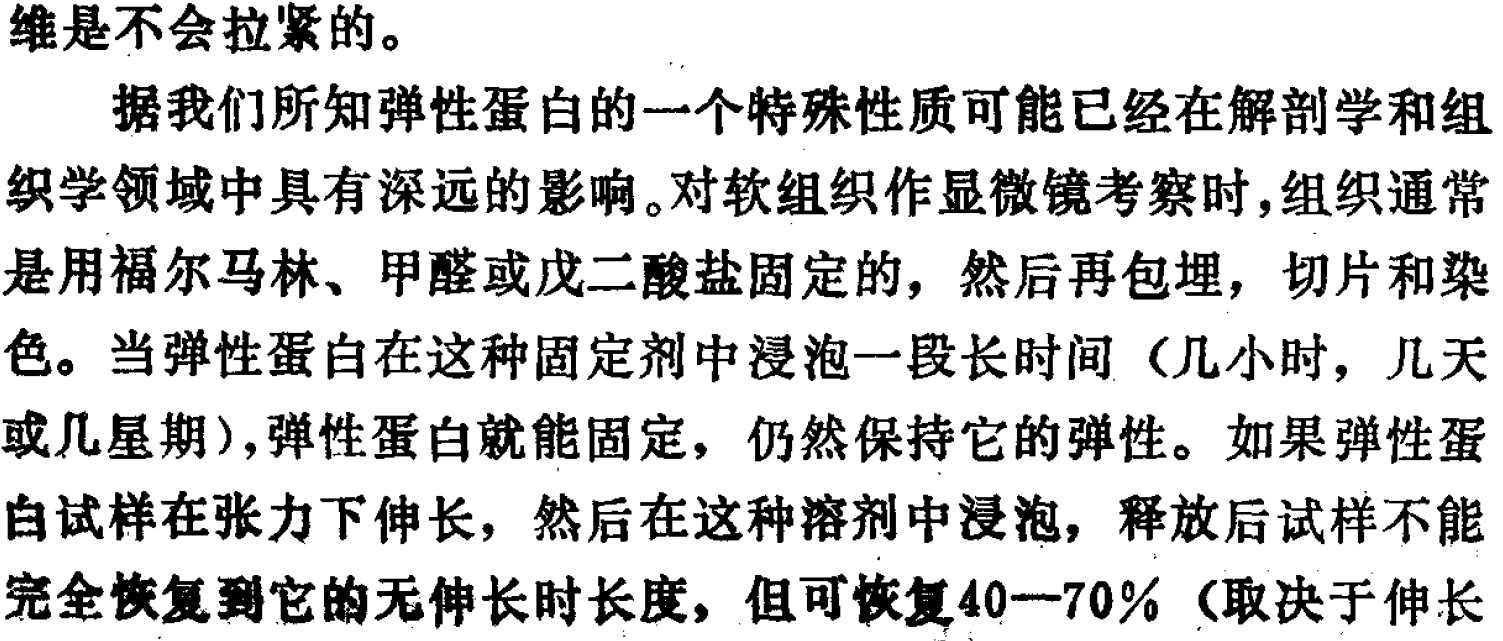 维是不会拉紧的。
据我们所知弹性蛋白的一个特殊性质可能已经在解剖学和组
织学领域中具有深远的影响。对软组织作显微镜考察时,组织通常
是用福尔马林、甲醛或戊二酸盐固定的，然后再包埋，切片和染
色。当弹性蛋白在这种固定剂中浸泡一段长时间（几小时，几天
或几星期），弹性蛋白就能固定，仍然保持它的弹性。如果弹性蛋
白试样在张力下伸长，然后在这种溶剂中浸泡，释放后试样不能
完全恢复到它的无伸长时长度，但可恢复40—70%（取决于伸长